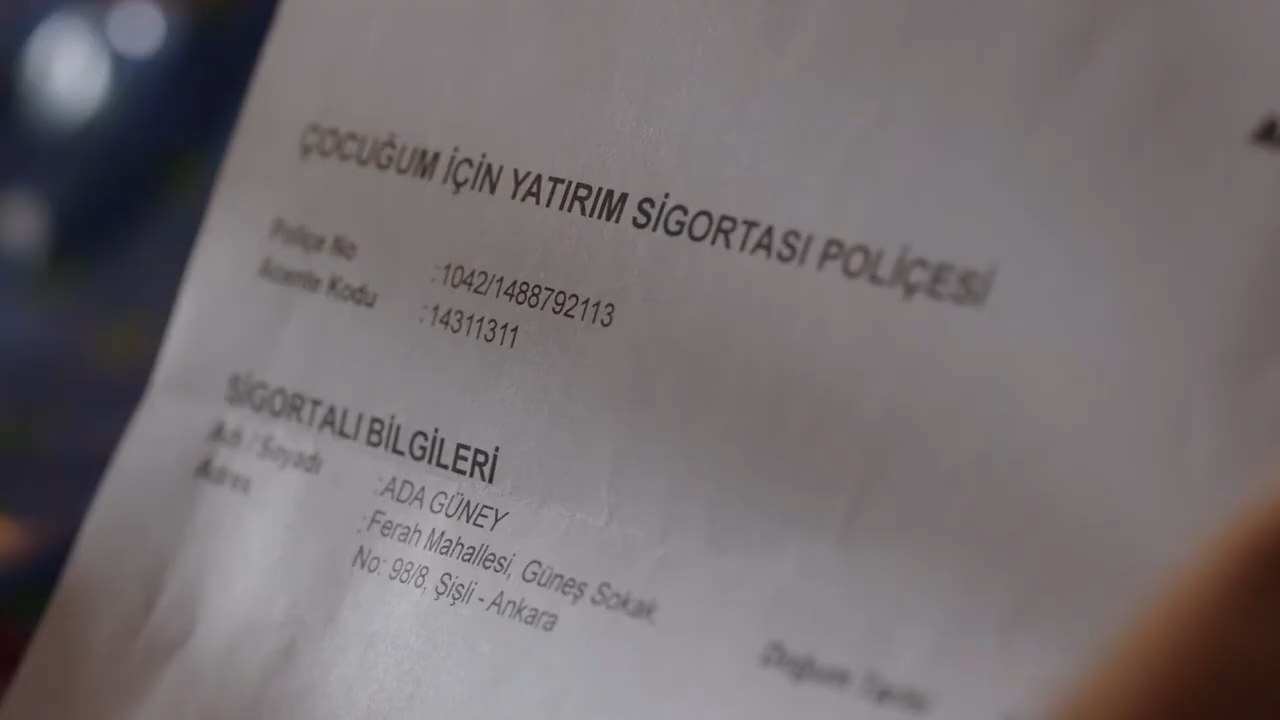 ÇOCUĞUM İÇİN YATIRIM SİGORTASI POLİÇESİ
Poliçe No :1042/1488792113
Acente Kodu :14311311
SİGORTALI BİLGİLERİ
Adı / Soyadı :ADA GÜNEY
Adres :Ferah Mahallesi, Güneş Sokak,
No: 98/8, Şişli - Ankara
Doğum Tarihi